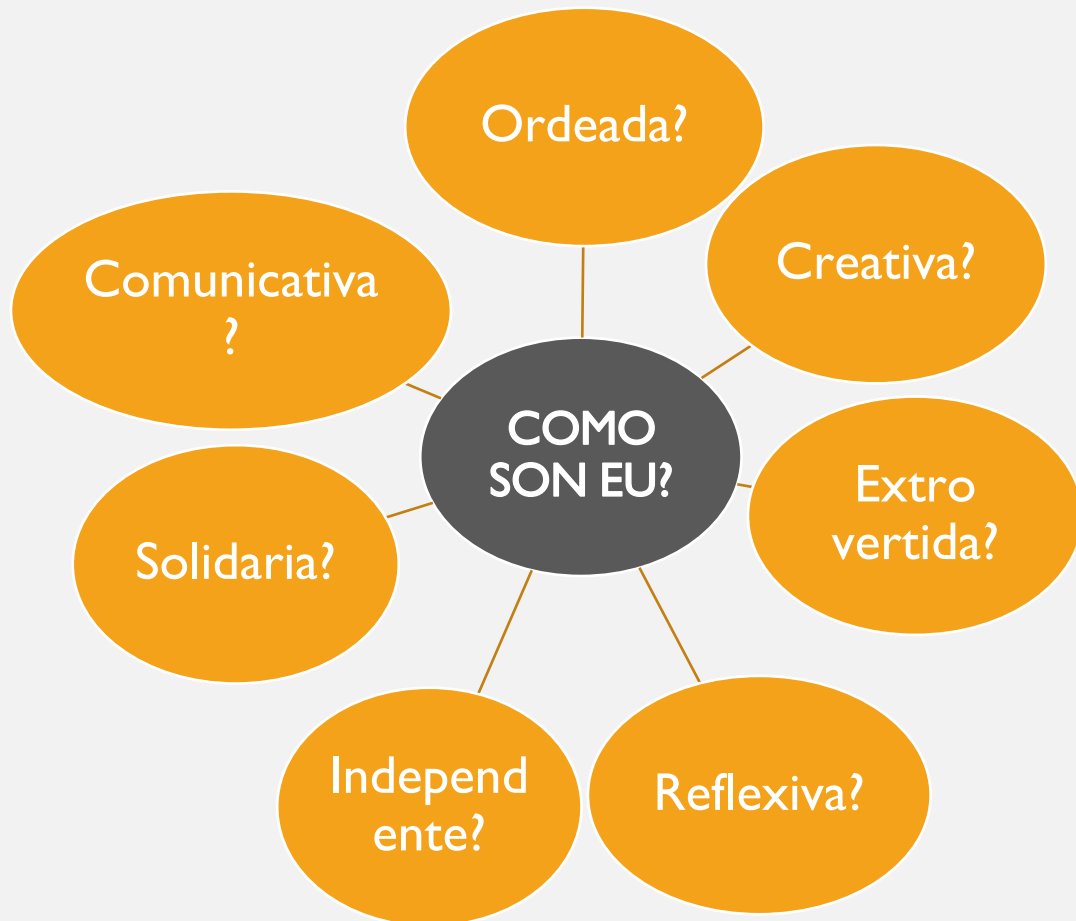 Ordeada?
Creativa?
Comunicativa
?
COMO
SON EU?
Extro
vertida?
Solidaria?
Independ
ente?
Reflexiva?